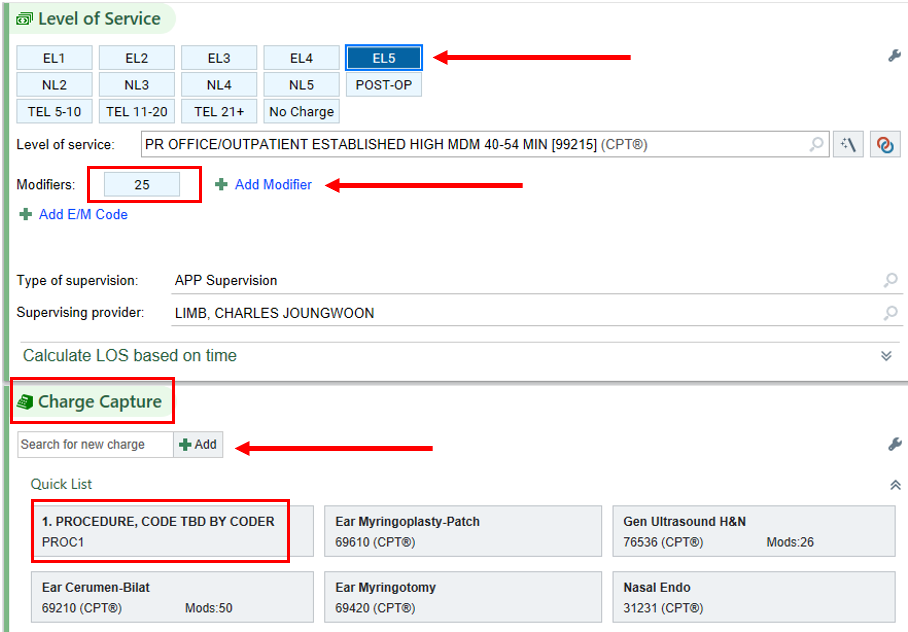 Level of Service
EL1 EL2 EL3 EL4 EL5
NL2 NL3 NL4 NL5 POST-OP
TEL 5-10 TEL 11-20 TEL 21+ No Charge
Level of service: PR OFFICE/OUTPATIENT ESTABLISHED HIGH MDM 40-54 MIN [99215] (CPT®)
Modifiers: 25 Add Modifier
Add E/M Code
Type of supervision: APP Supervision
Supervising provider: LIMB, CHARLES JOUNGWOON
Calculate LOS based on time
Charge Capture
Search for new charge Add
Quick List
1. PROCEDURE, CODE TBD BY CODER Ear Myringoplasty-Patch Gen Ultrasound H&N
PROC1 69610 (CPT®) 76536 (CPT®) Mods:26
Ear Cerumen-Bilat Ear Myringotomy Nasal Endo
69210 (CPT®) Mods:50 69420 (CPT®) 31231 (CPT®)